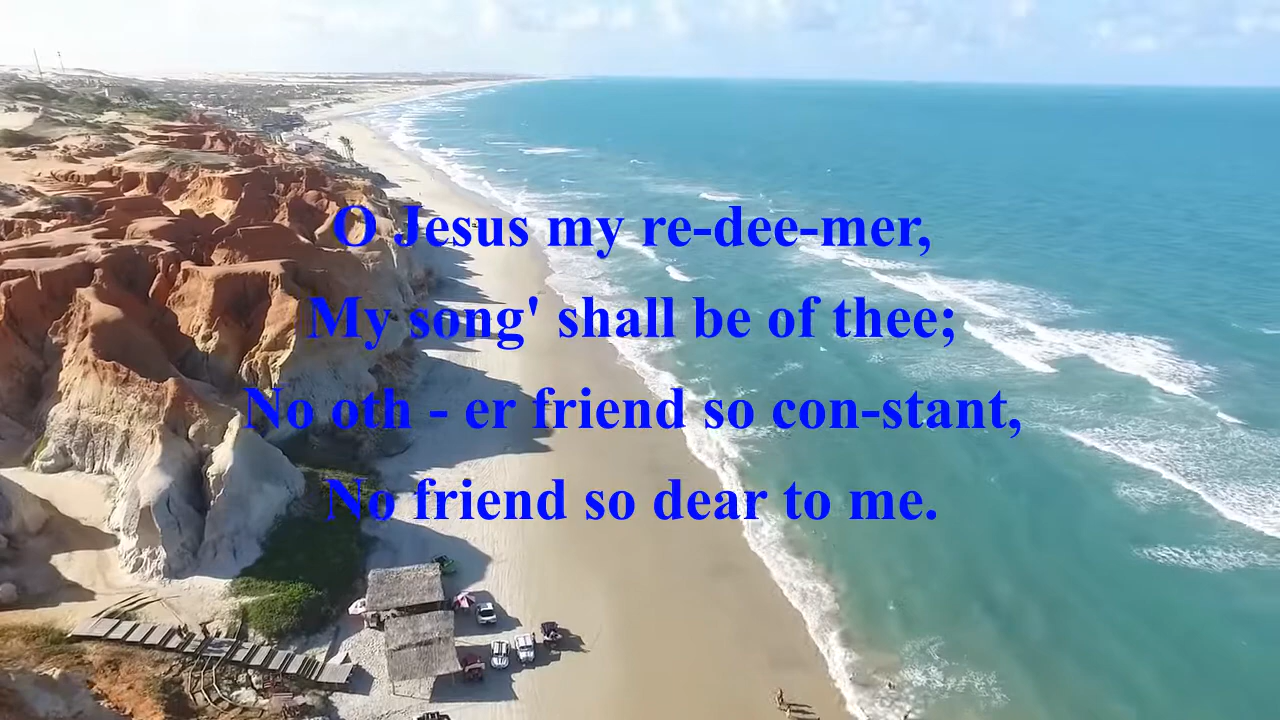 O Jesus my re-dee-mer,
My song' shall be of thee;
No oth - er friend so con-stant,
No friend so dear to me.